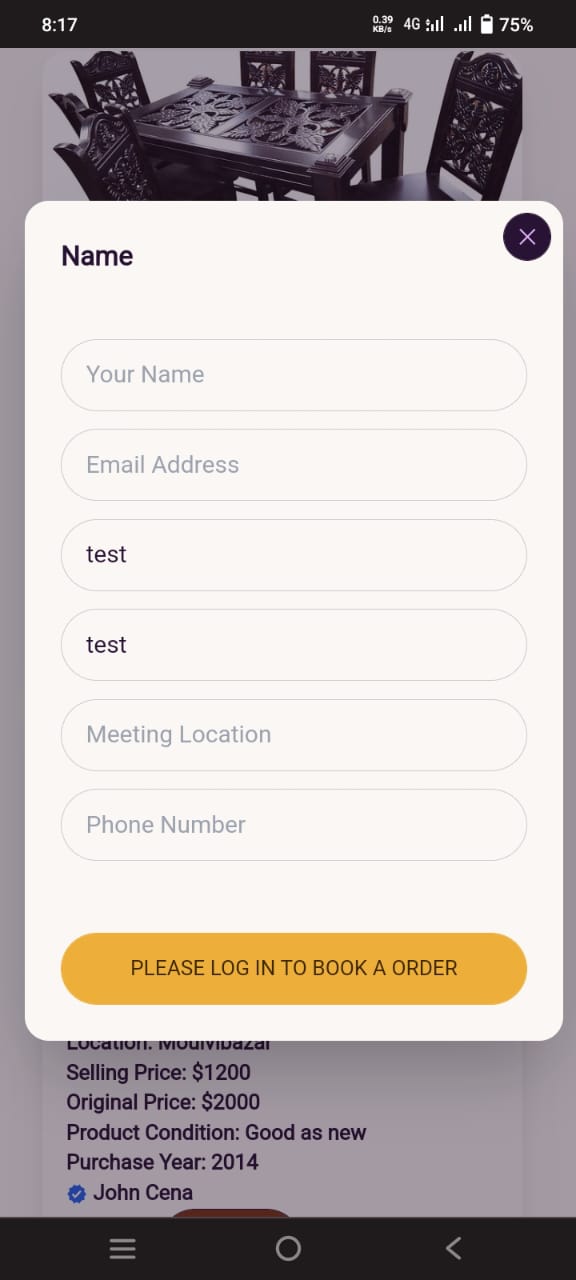 8:17
0.39
KB/s
4G
75%
Name
Your Name
Email Address
test
test
Meeting Location
Phone Number
PLEASE LOG IN TO BOOK A ORDER
Location: Moulvibazar
Selling Price: $1200
Original Price: $2000
Product Condition: Good as new
Purchase Year: 2014
John Cena